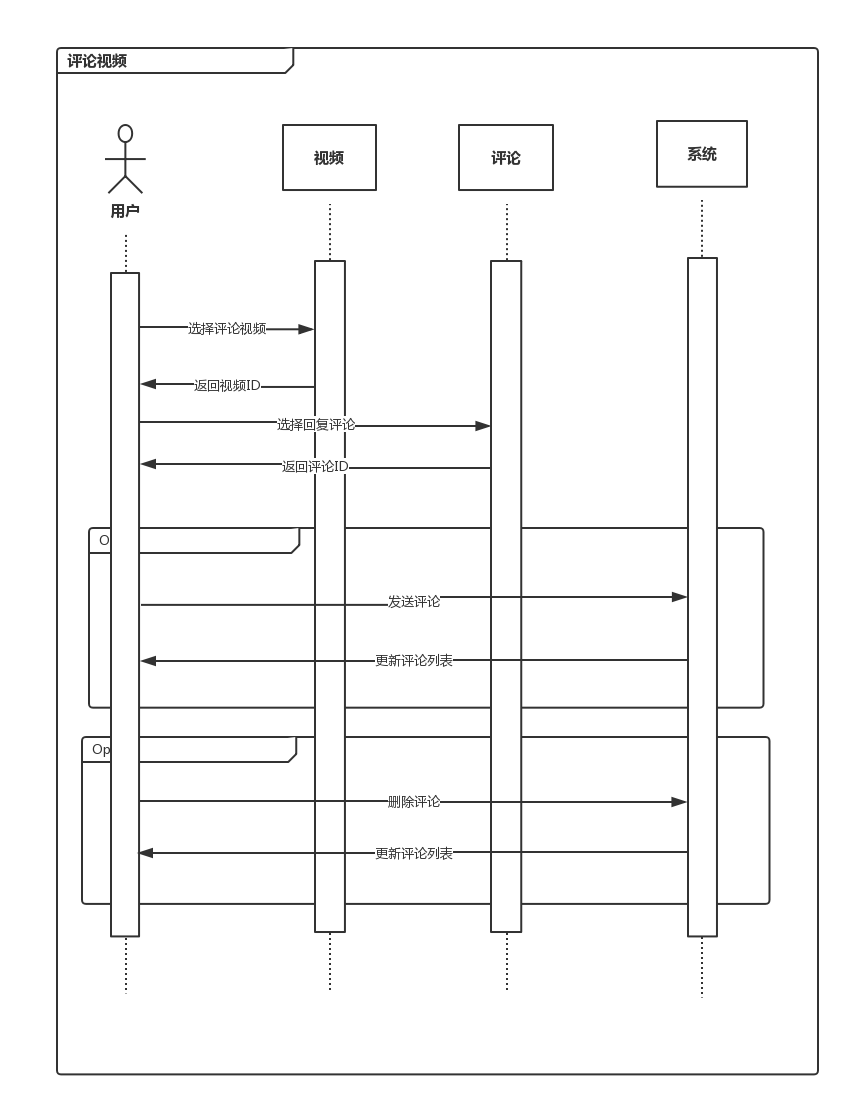 评论视频
用户
视频
评论
系统
选择评论视频
返回视频ID
选择回复评论
返回评论ID
O
发送评论
更新评论列表
Op
删除评论
更新评论列表